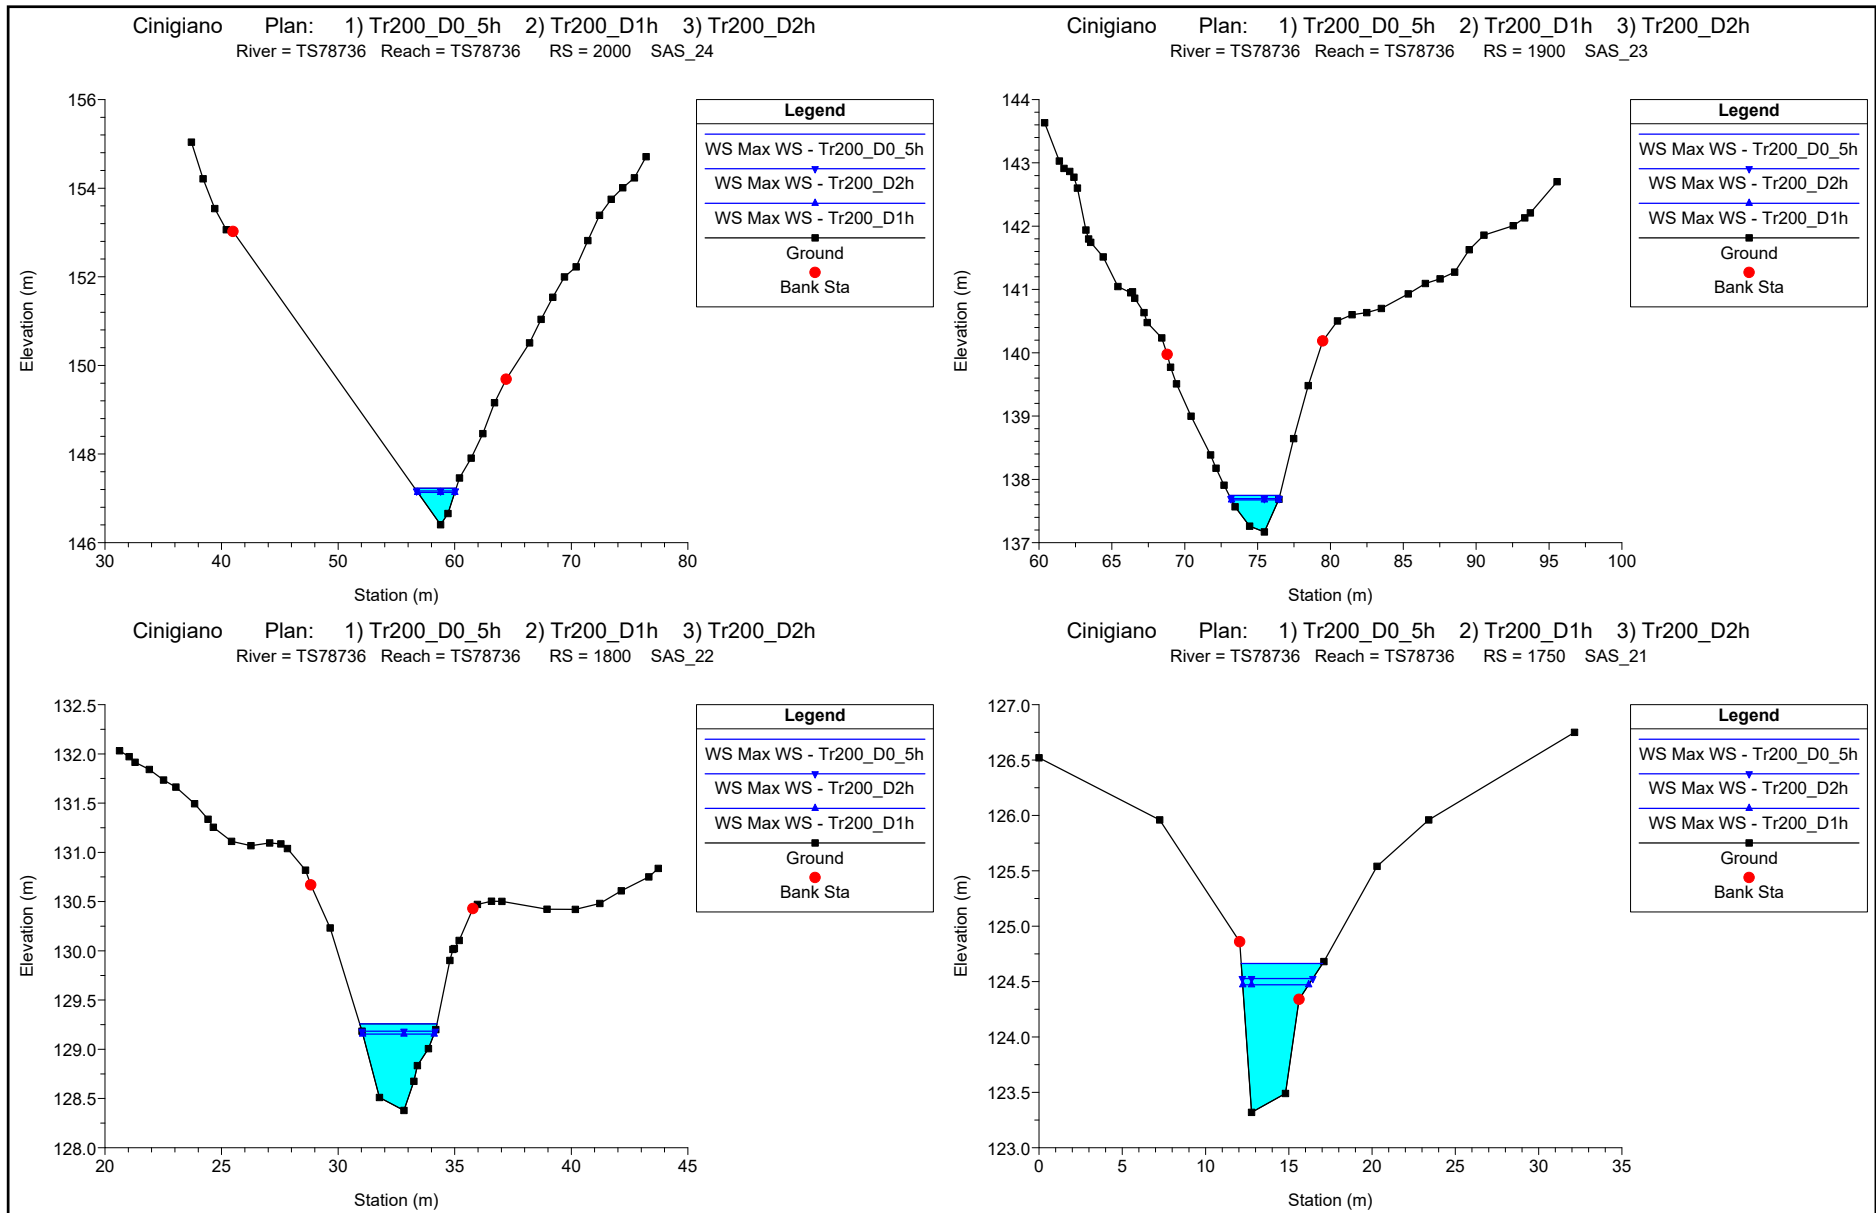 Cinigiano Plan: 1) Tr200_D0_5h 2) Tr200_D1h 3) Tr200_D2h
River = TS78736 Reach = TS78736 RS = 2000 SAS_24
156
154
152
150
148
146
30 40 50 60 70 80
Elevation (m)
Station (m)
Legend
WS Max WS - Tr200_D0_5h
WS Max WS - Tr200_D2h
WS Max WS - Tr200_D1h
Ground
Bank Sta
Cinigiano Plan: 1) Tr200_D0_5h 2) Tr200_D1h 3) Tr200_D2h
River = TS78736 Reach = TS78736 RS = 1900 SAS_23
144
143
142
141
140
139
138
137
60 65 70 75 80 85 90 95 100
Elevation (m)
Station (m)
Legend
WS Max WS - Tr200_D0_5h
WS Max WS - Tr200_D2h
WS Max WS - Tr200_D1h
Ground
Bank Sta
Cinigiano Plan: 1) Tr200_D0_5h 2) Tr200_D1h 3) Tr200_D2h
River = TS78736 Reach = TS78736 RS = 1800 SAS_22
132.5
132.0
131.5
131.0
130.5
130.0
129.5
129.0
128.5
128.0
20 25 30 35 40 45
Elevation (m)
Station (m)
Legend
WS Max WS - Tr200_D0_5h
WS Max WS - Tr200_D2h
WS Max WS - Tr200_D1h
Ground
Bank Sta
Cinigiano Plan: 1) Tr200_D0_5h 2) Tr200_D1h 3) Tr200_D2h
River = TS78736 Reach = TS78736 RS = 1750 SAS_21
127.0
126.5
126.0
125.5
125.0
124.5
124.0
123.5
123.0
0 5 10 15 20 25 30 35
Elevation (m)
Station (m)
Legend
WS Max WS - Tr200_D0_5h
WS Max WS - Tr200_D2h
WS Max WS - Tr200_D1h
Ground
Bank Sta